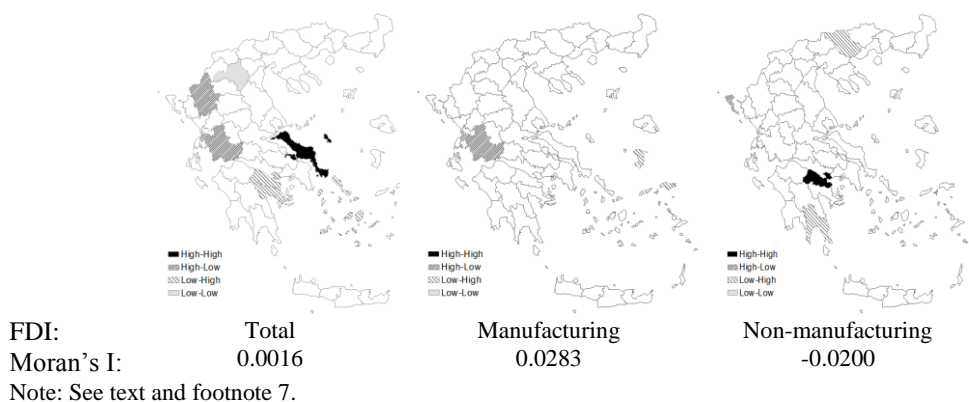 High-High
High-Low
Low-High
Low-Low
High-High
High-Low
Low-High
Low-Low
High-High
High-Low
Low-High
Low-Low
FDI: Total Manufacturing Non-manufacturing
Moran's I: 0.0016 0.0283 -0.0200
Note: See text and footnote 7.